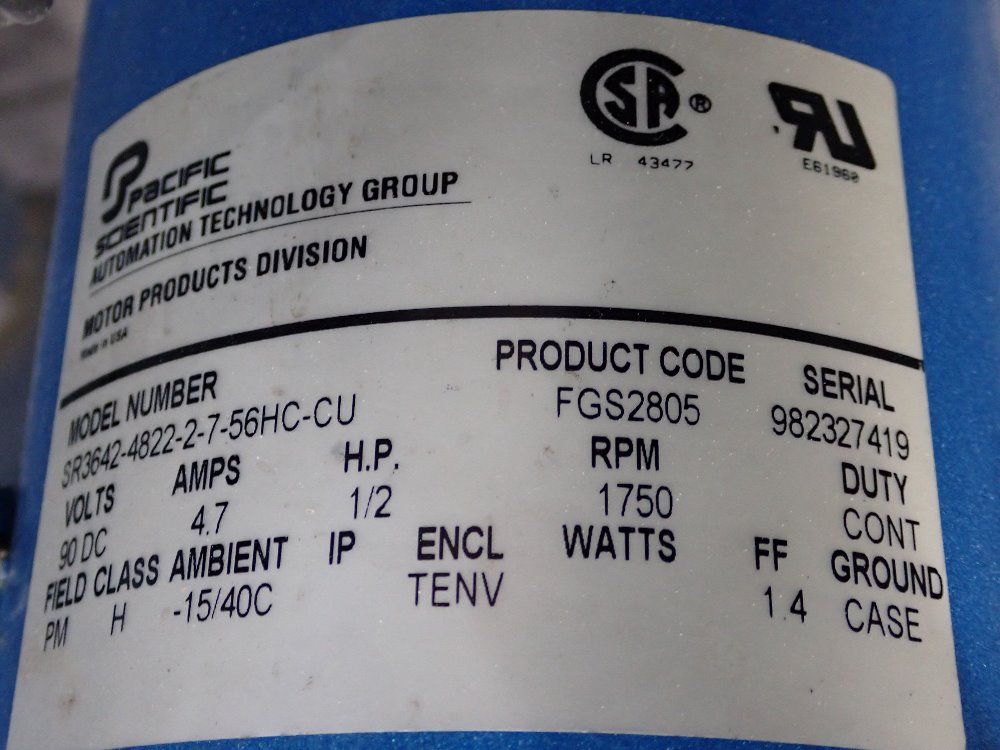 PACIFIC
SCIENTIFIC
AUTOMATION TECHNOLOGY GROUP
MOTOR PRODUCTS DIVISION
Made in USA
CSA ®
LR 43477
RU
E61960
MODEL NUMBER PRODUCT CODE SERIAL
SR3642-4822-2-7-56HC-CU FGS2805 982327419
VOLTS AMPS H.P. RPM DUTY
90 DC 4.7 1/2 1750 CONT
FIELD CLASS AMBIENT IP ENCL WATTS FF GROUND
PM H -15/40C TENV 1.4 CASE